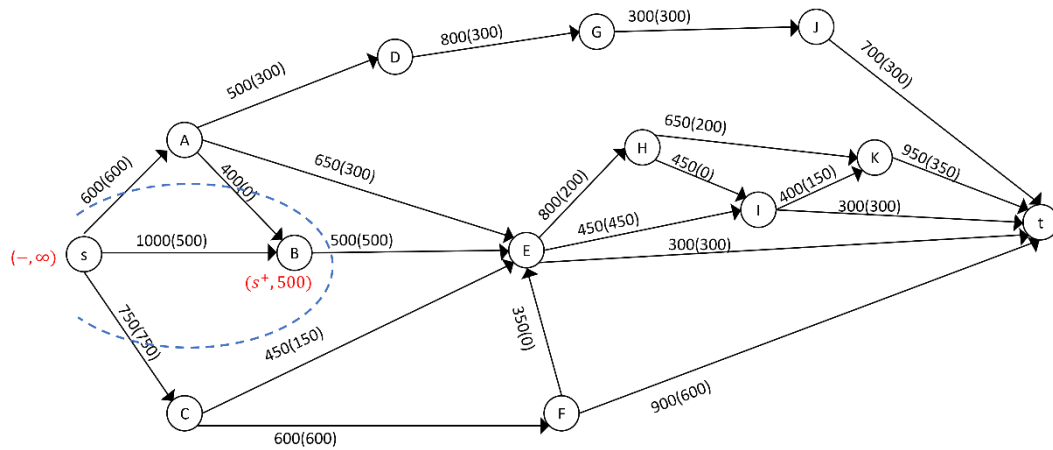 300(300)
J
G
800(300)
D
500(300)
700(300)
A
650(200)
H
K
950(350)
600(600)
400(0)
650(300)
450(0)
800(200)
400(150)
I
300(300)
t
(−,∞)
s
1000(500)
B
500(500)
E
450(450)
300(300)
(s⁺,500)
750(750)
450(150)
350(0)
C
F
900(600)
600(600)